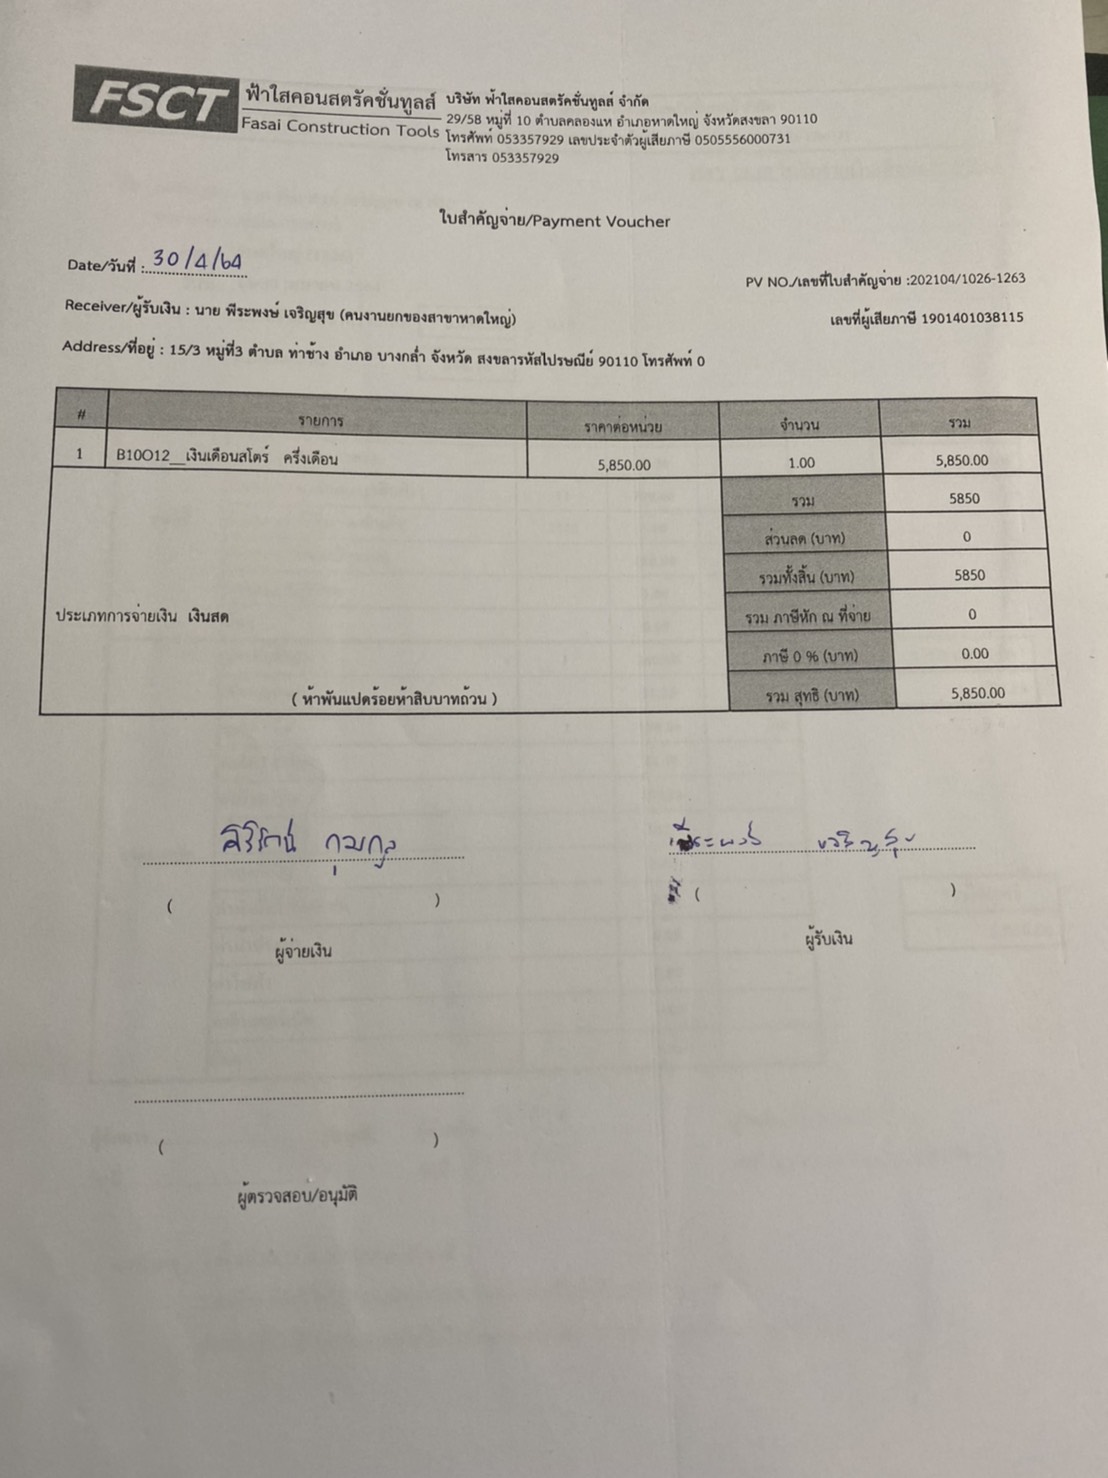 FSCT
ฟ้าใสคอนสตรัคชั่นทูลส์
Fasai Construction Tools
บริษัท ฟ้าใสคอนสตรัคชั่นทูลส์ จำกัด
29/58 หมู่ที่ 10 ตำบลคลองแห อำเภอหาดใหญ่ จังหวัดสงขลา 90110
โทรศัพท์ 053357929 เลขประจำตัวผู้เสียภาษี 0505556000731
โทรสาร 053357929
ใบสำคัญจ่าย/Payment Voucher
Date/วันที่ : 30/4/64
PV NO./เลขที่ใบสำคัญจ่าย :202104/1026-1263
Receiver/ผู้รับเงิน : นาย พีระพงษ์ เจริญสุข (คนงานยกของสาขาหาดใหญ่)
เลขที่ผู้เสียภาษี 1901401038115
Address/ที่อยู่ : 15/3 หมู่ที่3 ตำบล ท่าช้าง อำเภอ บางกล่ำ จังหวัด สงขลารหัสไปรษณีย์ 90110 โทรศัพท์ 0
# รายการ ราคาต่อหน่วย จำนวน รวม
1 B10O12__เงินเดือนสโตร์ ครึ่งเดือน 5,850.00 1.00 5,850.00
รวม 5850
ส่วนลด (บาท) 0
รวมทั้งสิ้น (บาท) 5850
ประเภทการจ่ายเงิน เงินสด
รวม ภาษีหัก ณ ที่จ่าย 0
ภาษี 0 % (บาท) 0.00
( ห้าพันแปดร้อยห้าสิบบาทถ้วน )
รวม สุทธิ (บาท) 5,850.00
พีระพงษ์ เจริญสุข
( )
( )
ผู้จ่ายเงิน
ผู้รับเงิน
( )
ผู้ตรวจสอบ/อนุมัติ